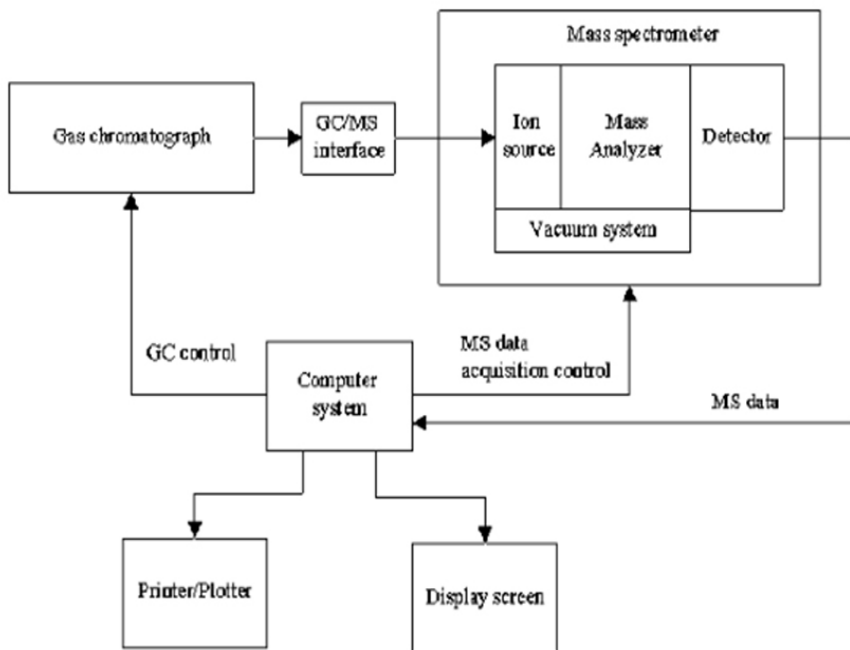 Mass spectrometer
Gas chromatograph
GC/MS
interface
Ion
source
Mass
Analyzer
Detector
Vacuum system
GC control
Computer
system
MS data
acquisition control
MS data
Printer/Plotter
Display screen